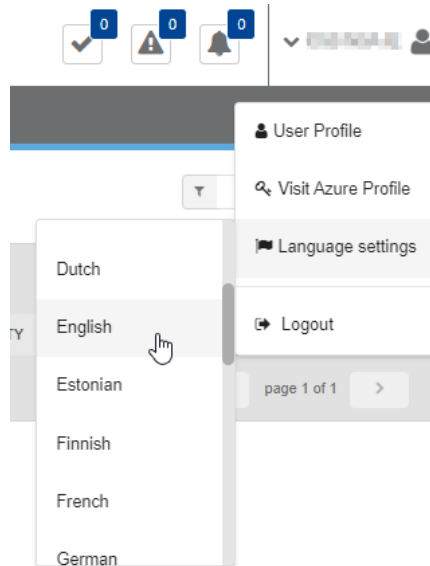 0
0
0
User Profile
Visit Azure Profile
Language settings
Logout
Dutch
English
Estonian
Finnish
French
German
TY
page 1 of 1